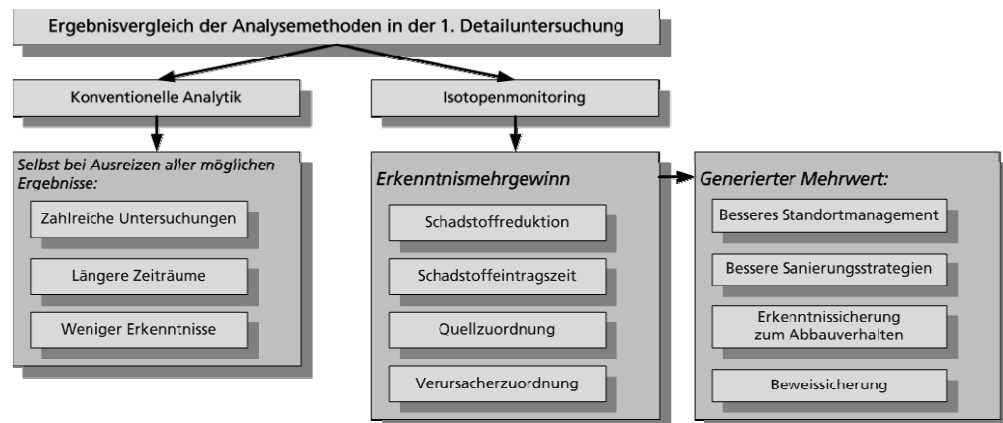 Ergebnisvergleich der Analysemethoden in der 1. Detailuntersuchung
Konventionelle Analytik
Isotopenmonitoring
Selbst bei Ausreizen aller möglichen
Ergebnisse:
Zahlreiche Untersuchungen
Längere Zeiträume
Weniger Erkenntnisse
Erkenntnismehrgewinn
Schadstoffreduktion
Schadstoffeintragszeit
Quellzuordnung
Verursacherzuordnung
Generierter Mehrwert:
Besseres Standortmanagement
Bessere Sanierungsstrategien
Erkenntnissicherung
zum Abbauverhalten
Beweissicherung